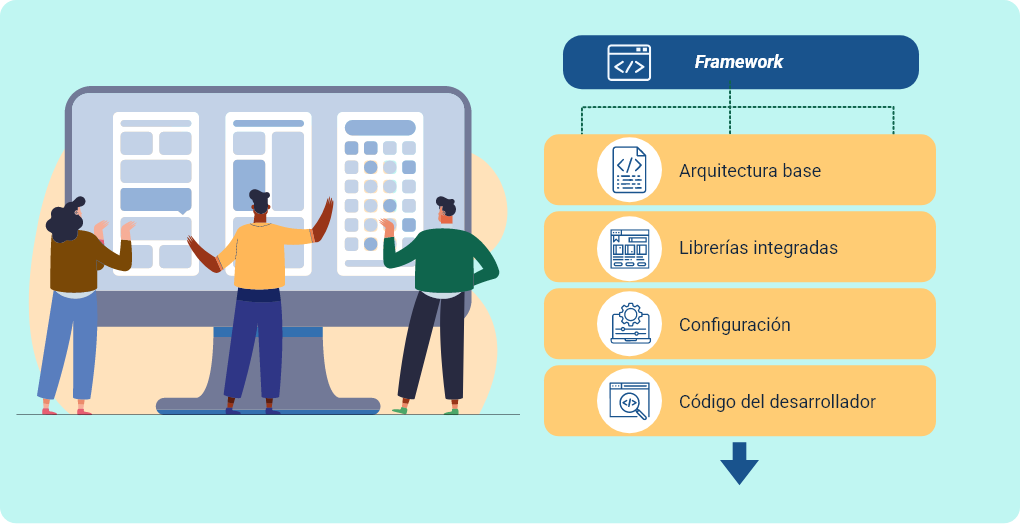 Framework
Arquitectura base
Librerías integradas
Configuración
Código del desarrollador